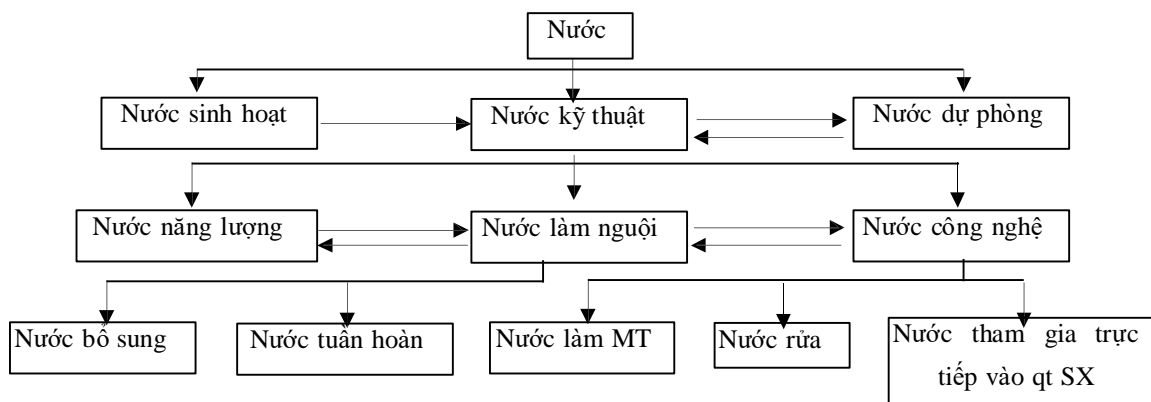 Nước
Nước sinh hoạt
Nước kỹ thuật
Nước dự phòng
Nước năng lượng
Nước làm nguội
Nước công nghệ
Nước bổ sung
Nước tuần hoàn
Nước làm MT
Nước rửa
Nước tham gia trực
tiếp vào qt SX